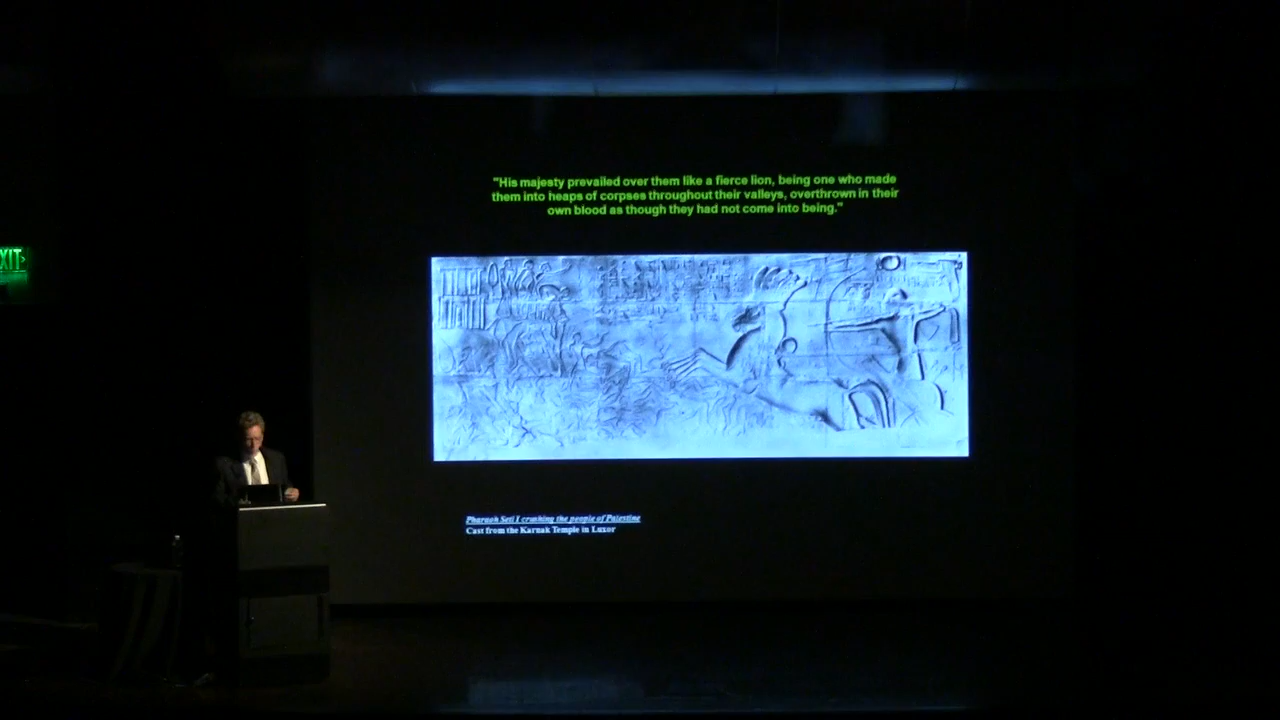 "His majesty prevailed over them like a fierce lion, being one who made
them into heaps of corpses throughout their valleys, overthrown in their
own blood as though they had not come into being."
EXIT
Pharaoh Seti I crushing the people of Palestine
Cast from the Karnak Temple in Luxor